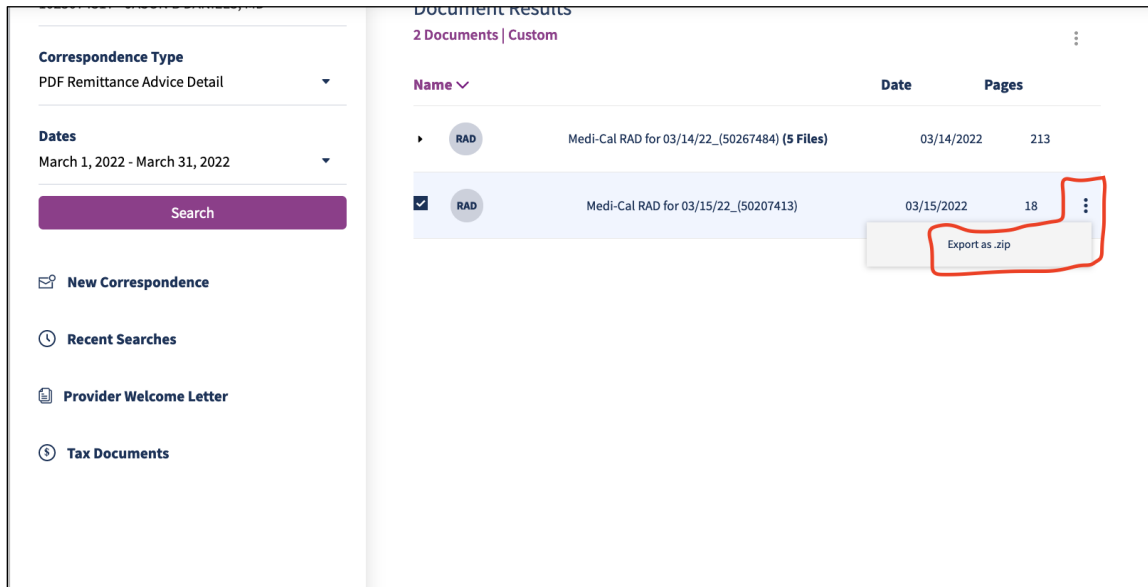 Correspondence Type
PDF Remittance Advice Detail
Dates
March 1, 2022 - March 31, 2022
Search
New Correspondence
Recent Searches
Provider Welcome Letter
Tax Documents
Document Results
2 Documents | Custom
Name Date Pages
RAD Medi-Cal RAD for 03/14/22_(50267484) (5 Files) 03/14/2022 213
RAD Medi-Cal RAD for 03/15/22_(50207413) 03/15/2022 18
Export as .zip